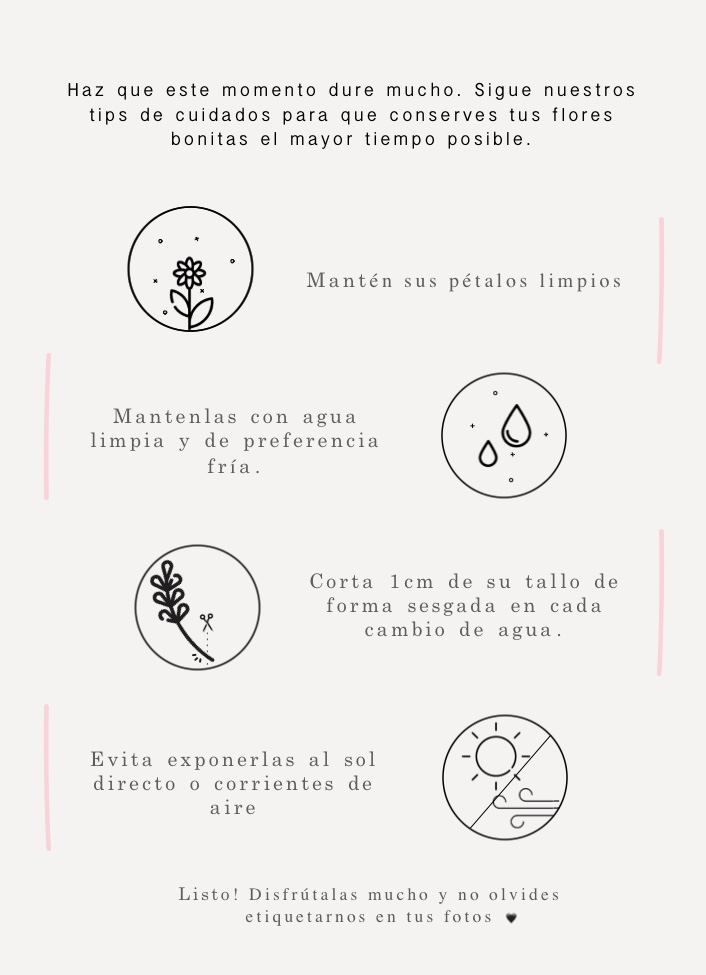 Haz que este momento dure mucho. Sigue nuestros
tips de cuidados para que conserves tus flores
bonitas el mayor tiempo posible.
Mantén sus pétalos limpios
Mantenlas con agua
limpia y de preferencia
fría.
Corta 1cm de su tallo de
forma sesgada en cada
cambio de agua.
Evita exponerlas al sol
directo o corrientes de
aire
Listo! Disfrútalas mucho y no olvides
etiquetarnos en tus fotos 🖤